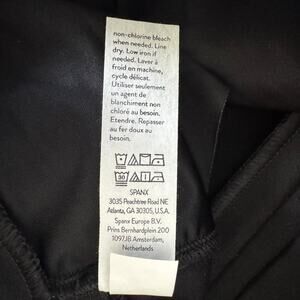 non-chlorine bleach
when needed. Line
dry. Low iron if
needed. Laver à
froid en machine,
cycle délicat.
Utiliser seulement
un agent de
blanchiment non
chloré au besoin.
Etendre. Repasser
au fer doux au
besoin.
30
SPANX
3035 Peachtree Road NE
Atlanta, GA 30305, U.S.A.
Spanx Europe B.V.
Prins Bernhardplein 200
1097JB Amsterdam,
Netherlands